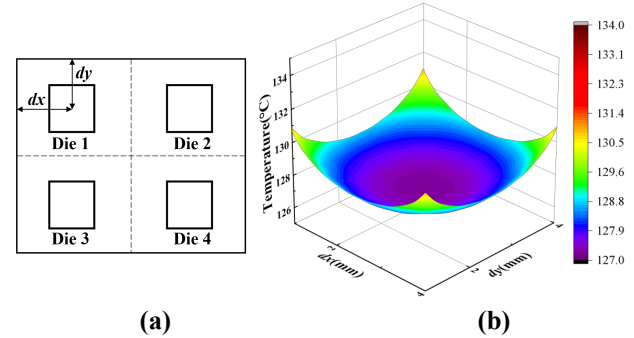 dy
dx
Die 1
Die 2
Die 3
Die 4
(a)
Temperature(°C)
134
132
130
128
126
2
dx(mm)
4
2
dy(mm)
4
134.0
133.1
132.3
131.4
130.5
129.6
128.8
127.9
127.0
(b)